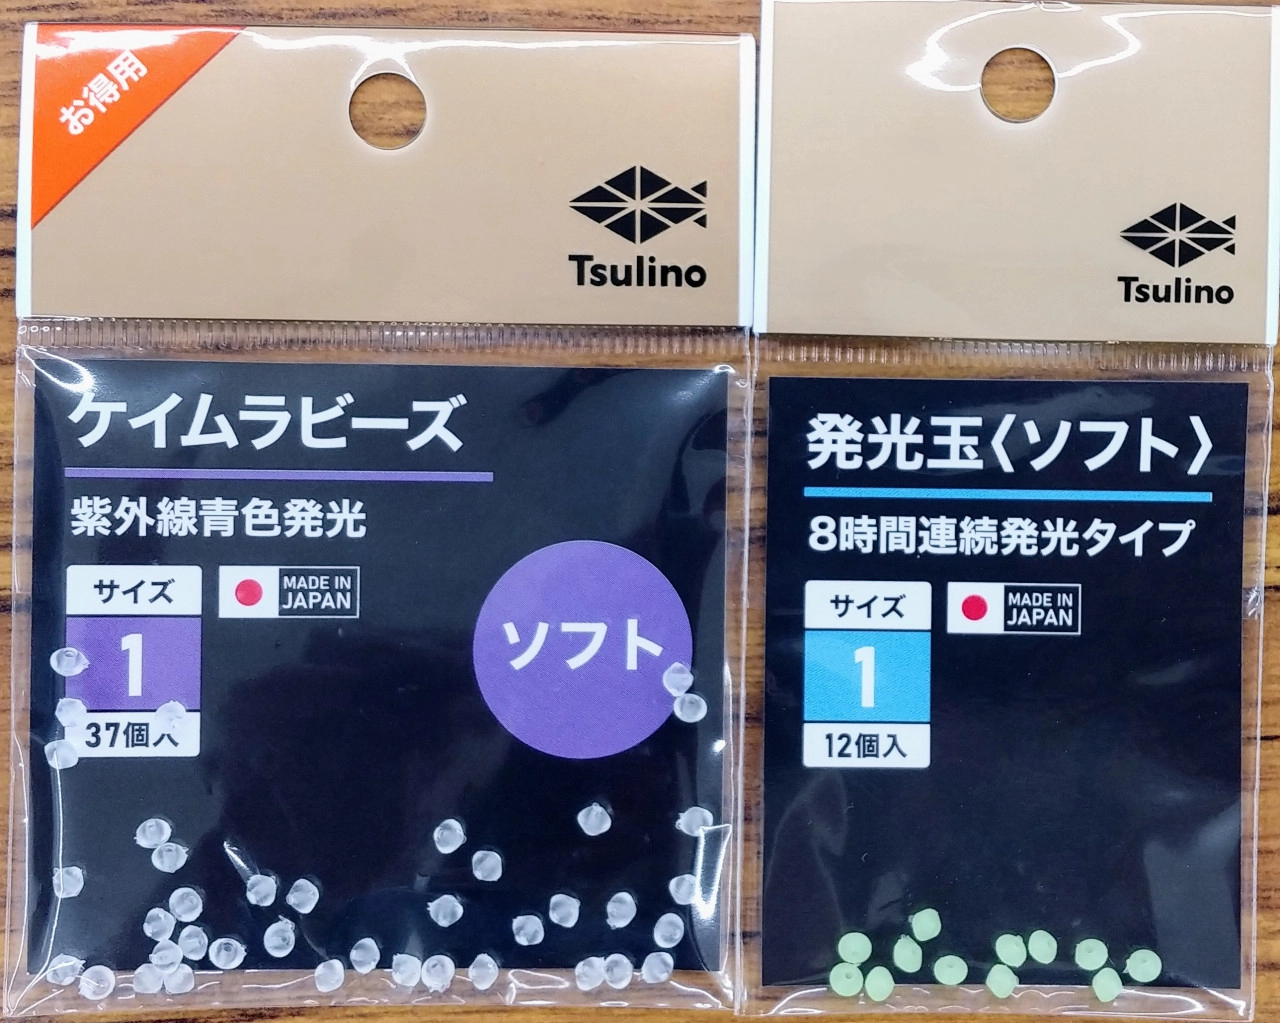 お得用
Tsulino
ケイムラビーズ
紫外線青色発光
サイズ
1
37個入
MADE IN
JAPAN
ソフト
Tsulino
発光玉〈ソフト〉
8時間連続発光タイプ
サイズ
1
12個入
MADE IN
JAPAN